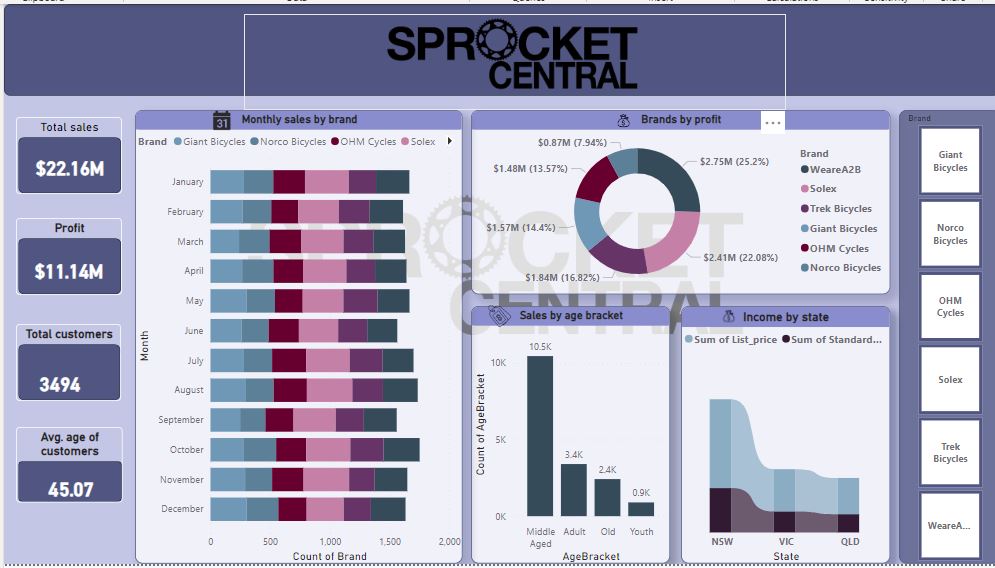 SPROCKET
CENTRAL
Total sales
$22.16M
Profit
$11.14M
Total customers
3494
Avg. age of
customers
45.07
31
Monthly sales by brand
Brand
Giant Bicycles
Norco Bicycles
OHM Cycles
Solex
January
February
March
April
May
June
July
August
September
October
November
December
Month
0
500
1,000
1,500
2,000
Count of Brand
Brands by profit
...
$0.87M (7.94%)
$1.48M (13.57%)
$1.57M (14.4%)
$1.84M (16.82%)
$2.75M (25.2%)
$2.41M (22.08%)
Brand
WeareA2B
Solex
Trek Bicycles
Giant Bicycles
OHM Cycles
Norco Bicycles
SPROCKET
CENTRAL
Sales by age bracket
10K
5K
0K
Count of AgeBracket
10.5K
3.4K
2.4K
0.9K
Middle
Aged
Adult
Old
Youth
AgeBracket
Income by state
Sum of List_price
Sum of Standard...
NSW
VIC
QLD
State
Brand
Giant
Bicycles
Norco
Bicycles
OHM
Cycles
Solex
Trek
Bicycles
WeareA...